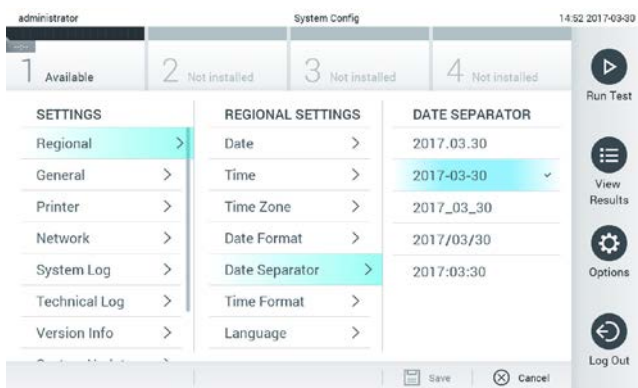 administrator System Config 14:52 2017-03-30
1 Available 2 Not installed 3 Not installed 4 Not installed
Run Test
SETTINGS REGIONAL SETTINGS DATE SEPARATOR
Regional > Date > 2017.03.30
General > Time > 2017-03-30
Printer > Time Zone > 2017_03_30
Network > Date Format > 2017/03/30
System Log > Date Separator > 2017:03:30
Technical Log > Time Format >
Version Info > Language >
View
Results
Options
Log Out
Save Cancel